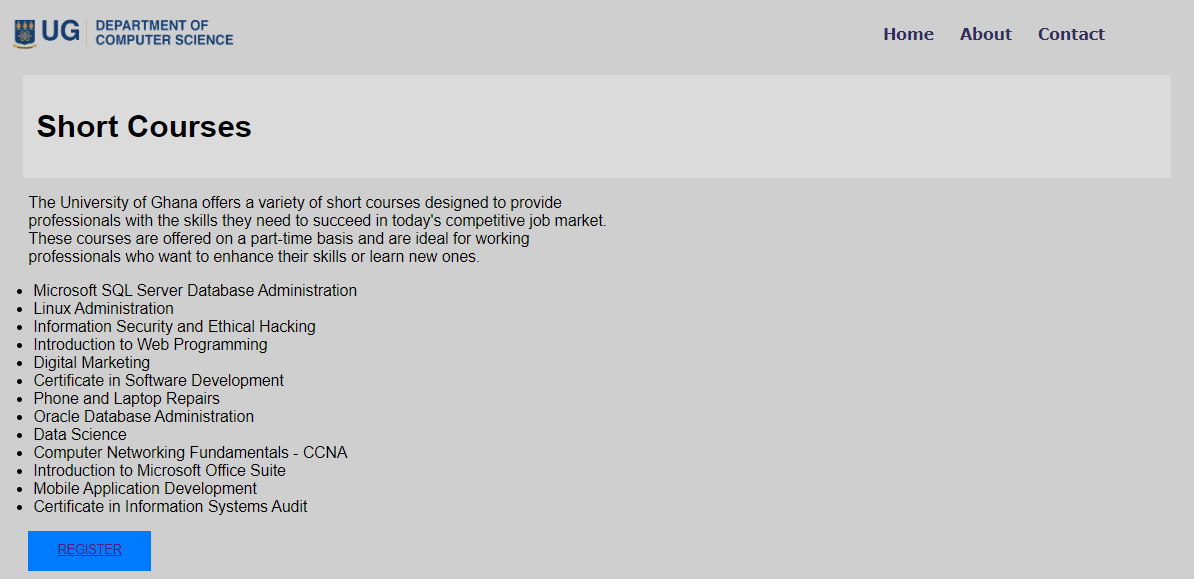 UG DEPARTMENT OF
COMPUTER SCIENCE
Home About Contact
Short Courses
The University of Ghana offers a variety of short courses designed to provide
professionals with the skills they need to succeed in today's competitive job market.
These courses are offered on a part-time basis and are ideal for working
professionals who want to enhance their skills or learn new ones.
Microsoft SQL Server Database Administration
Linux Administration
Information Security and Ethical Hacking
Introduction to Web Programming
Digital Marketing
Certificate in Software Development
Phone and Laptop Repairs
Oracle Database Administration
Data Science
Computer Networking Fundamentals - CCNA
Introduction to Microsoft Office Suite
Mobile Application Development
Certificate in Information Systems Audit
REGISTER